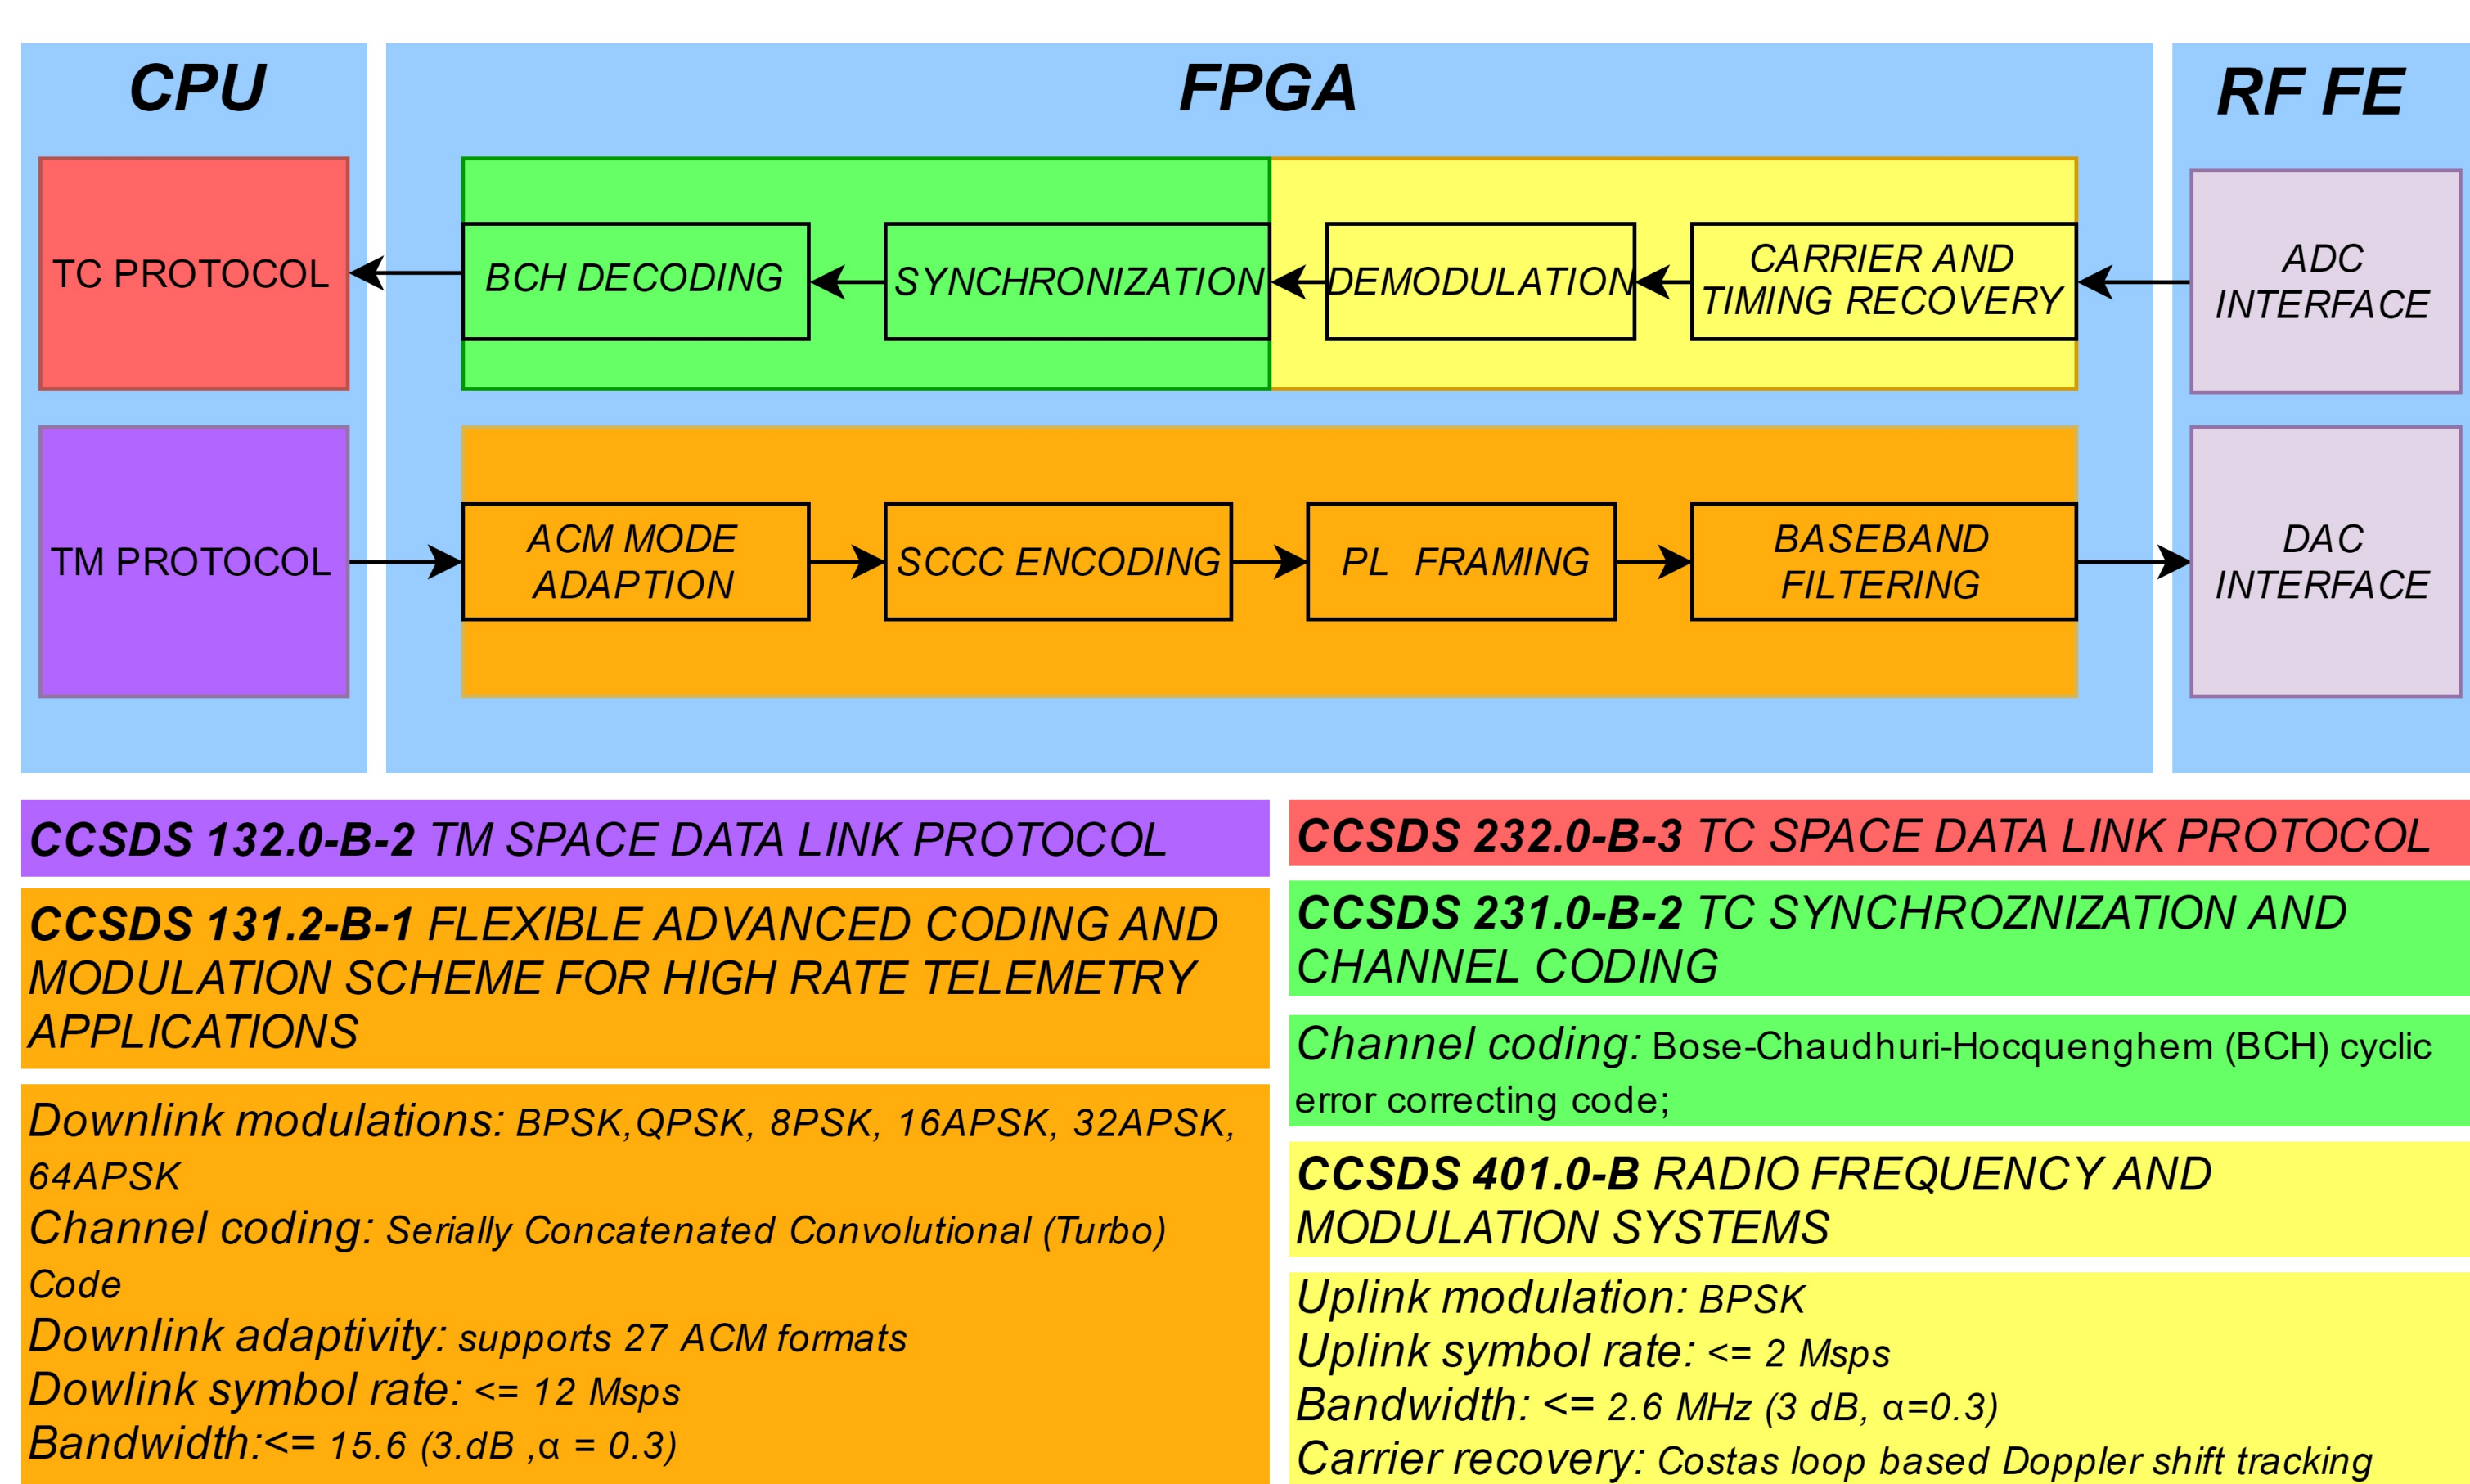 CPU
FPGA
RF FE
TC PROTOCOL
BCH DECODING
SYNCHRONIZATION
DEMODULATION
CARRIER AND
TIMING RECOVERY
ADC
INTERFACE
TM PROTOCOL
ACM MODE
ADAPTION
SCCC ENCODING
PL FRAMING
BASEBAND
FILTERING
DAC
INTERFACE
CCSDS 132.0-B-2 TM SPACE DATA LINK PROTOCOL
CCSDS 131.2-B-1 FLEXIBLE ADVANCED CODING AND
MODULATION SCHEME FOR HIGH RATE TELEMETRY
APPLICATIONS
Downlink modulations: BPSK,QPSK, 8PSK, 16APSK, 32APSK,
64APSK
Channel coding: Serially Concatenated Convolutional (Turbo)
Code
Downlink adaptivity: supports 27 ACM formats
Dowlink symbol rate: <= 12 Msps
Bandwidth:<= 15.6 (3.dB ,α = 0.3)
CCSDS 232.0-B-3 TC SPACE DATA LINK PROTOCOL
CCSDS 231.0-B-2 TC SYNCHROZNIZATION AND
CHANNEL CODING
Channel coding: Bose-Chaudhuri-Hocquenghem (BCH) cyclic
error correcting code;
CCSDS 401.0-B RADIO FREQUENCY AND
MODULATION SYSTEMS
Uplink modulation: BPSK
Uplink symbol rate: <= 2 Msps
Bandwidth: <= 2.6 MHz (3 dB, α=0.3)
Carrier recovery: Costas loop based Doppler shift tracking